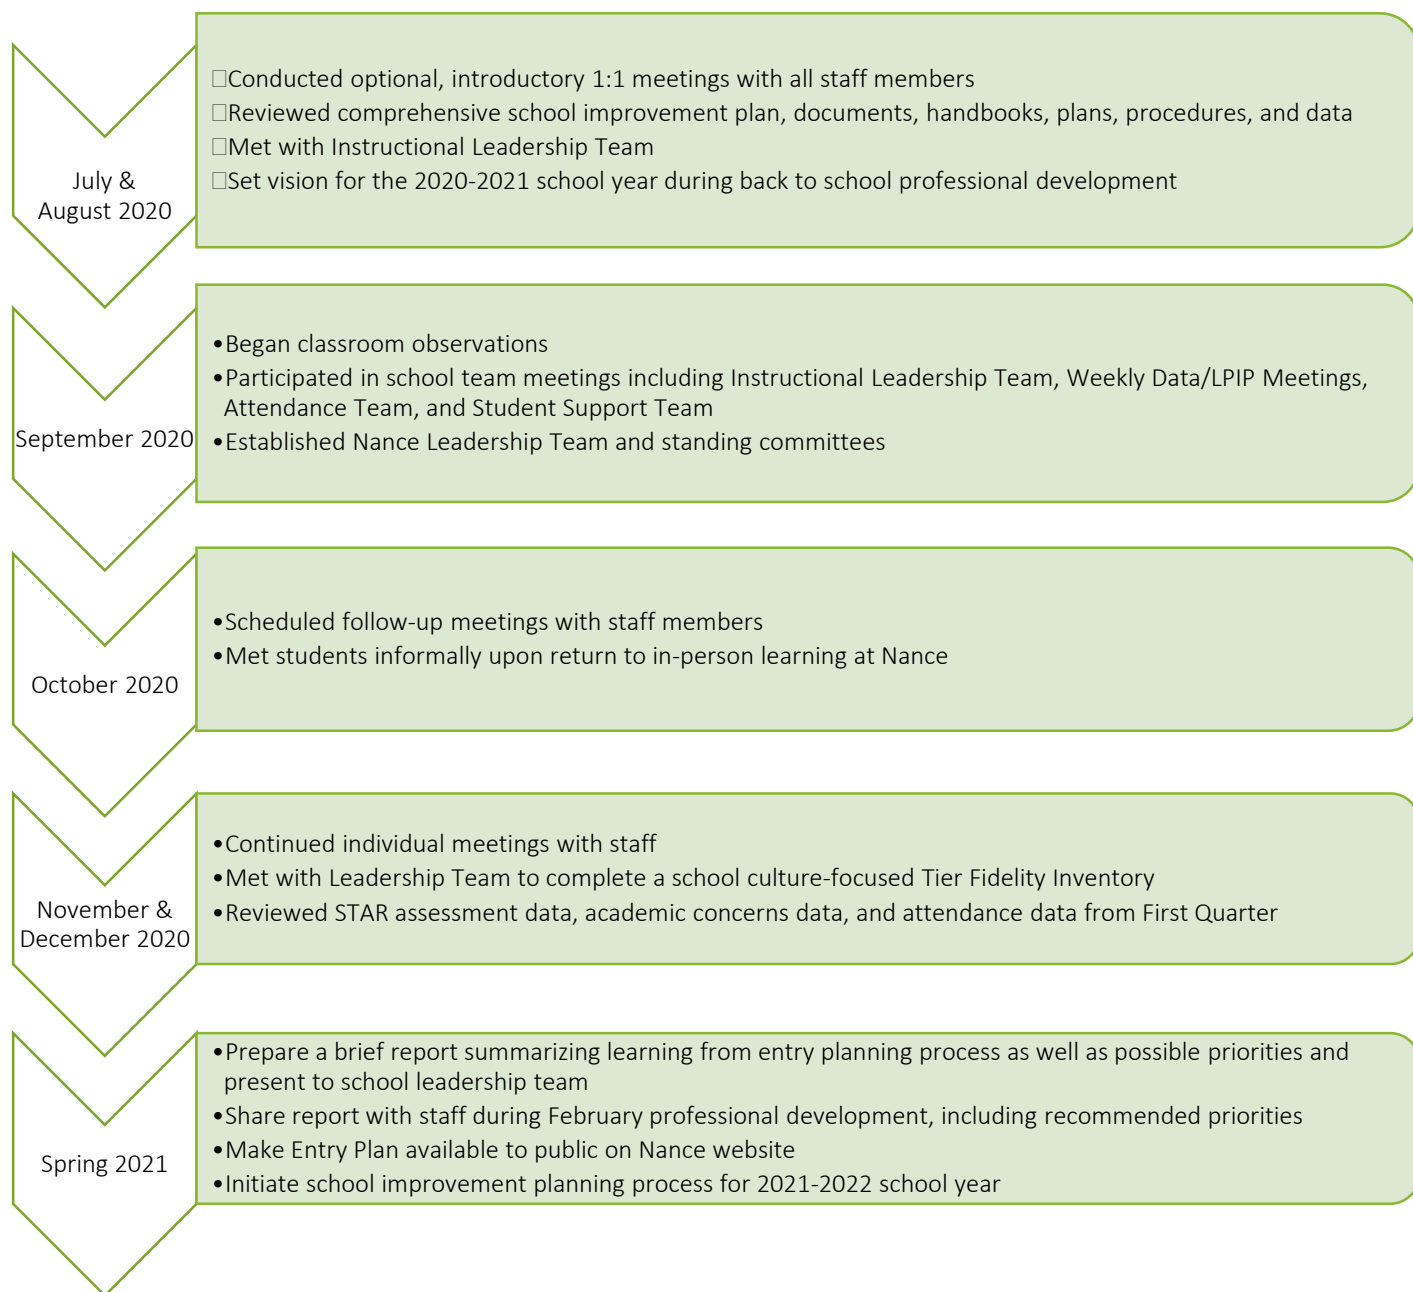 July &
August 2020
□Conducted optional, introductory 1:1 meetings with all staff members
□Reviewed comprehensive school improvement plan, documents, handbooks, plans, procedures, and data
□Met with Instructional Leadership Team
□Set vision for the 2020-2021 school year during back to school professional development
September 2020
•Began classroom observations
•Participated in school team meetings including Instructional Leadership Team, Weekly Data/LPIP Meetings,
Attendance Team, and Student Support Team
•Established Nance Leadership Team and standing committees
October 2020
•Scheduled follow-up meetings with staff members
•Met students informally upon return to in-person learning at Nance
November &
December 2020
•Continued individual meetings with staff
•Met with Leadership Team to complete a school culture-focused Tier Fidelity Inventory
•Reviewed STAR assessment data, academic concerns data, and attendance data from First Quarter
Spring 2021
•Prepare a brief report summarizing learning from entry planning process as well as possible priorities and
present to school leadership team
•Share report with staff during February professional development, including recommended priorities
•Make Entry Plan available to public on Nance website
•Initiate school improvement planning process for 2021-2022 school year